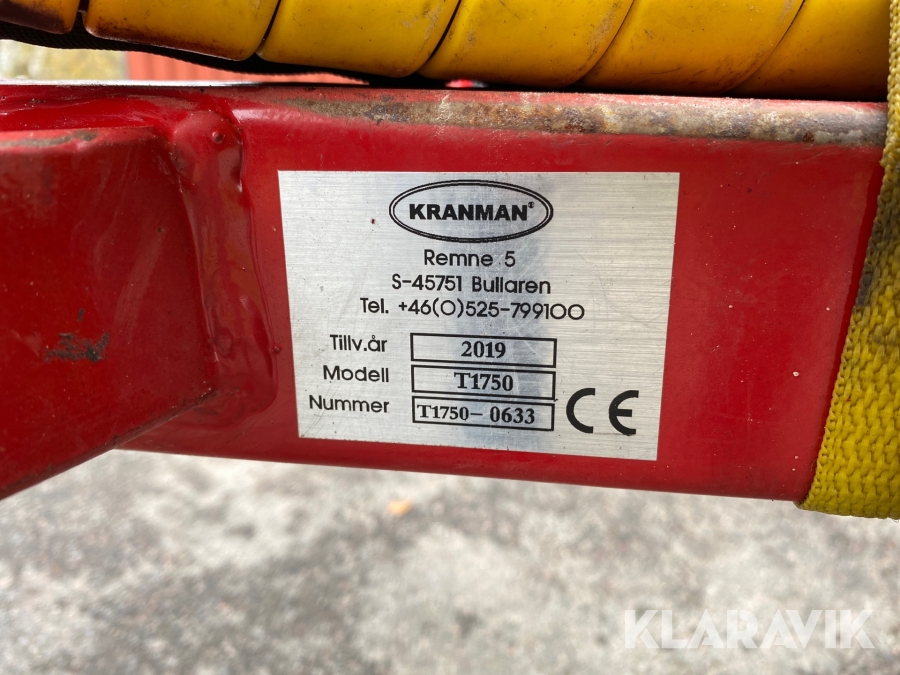 KRANMAN®
Remne 5
S-45751 Bullaren
Tel. +46(0)525-799100
Tillv.år 2019
Modell T1750
Nummer T1750-0633
CE
KLARAVIK